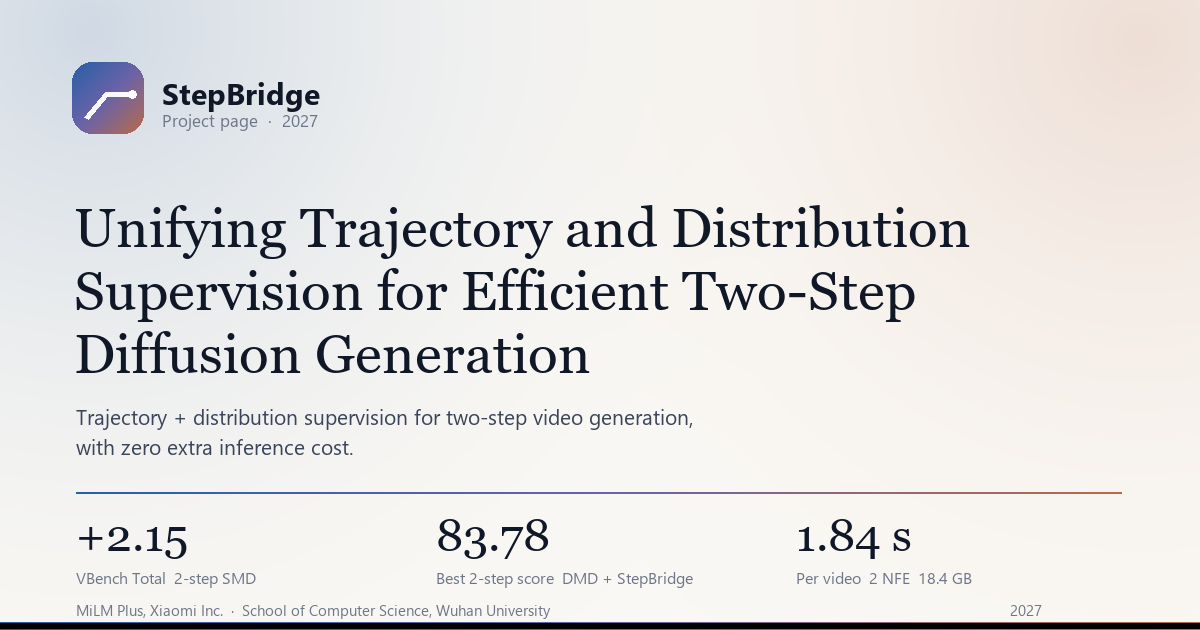 StepBridge
Project page · 2027
Unifying Trajectory and Distribution
Supervision for Efficient Two-Step
Diffusion Generation
Trajectory + distribution supervision for two-step video generation,
with zero extra inference cost.
+2.15
VBench Total 2-step SMD
83.78
Best 2-step score DMD + StepBridge
1.84 s
Per video 2 NFE 18.4 GB
MiLM Plus, Xiaomi Inc. · School of Computer Science, Wuhan University
2027